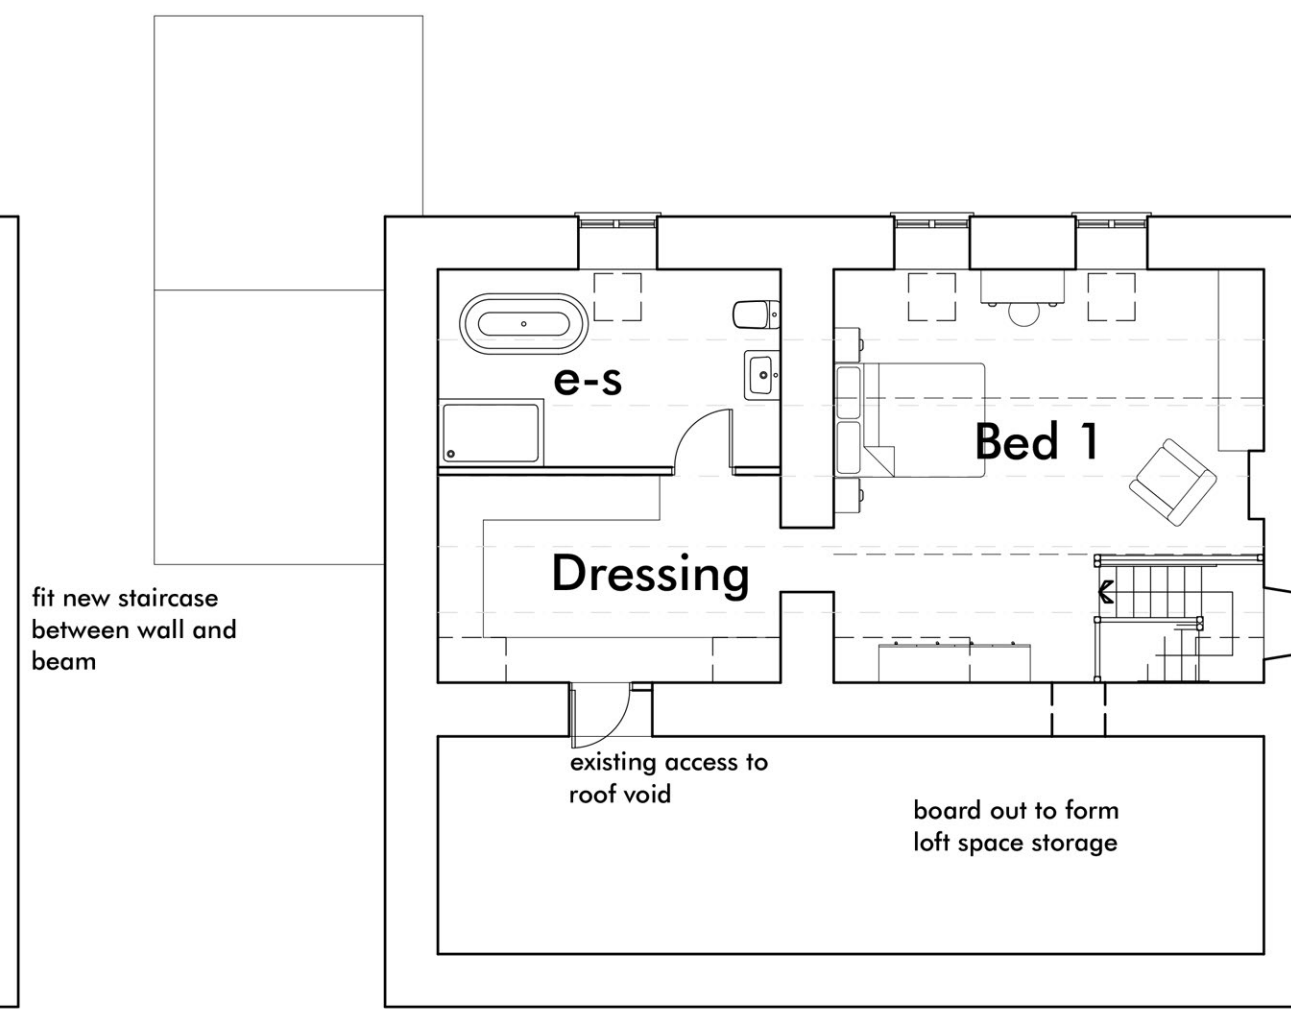 e-s
Bed 1
Dressing
fit new staircase
between wall and
beam
existing access to
roof void
board out to form
loft space storage